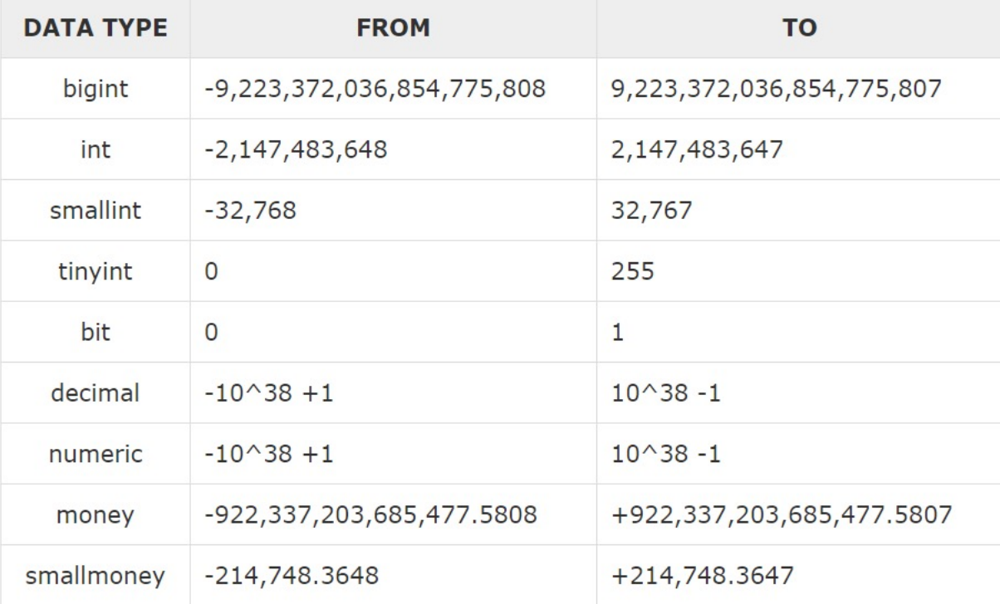 DATA TYPE FROM TO
bigint -9,223,372,036,854,775,808 9,223,372,036,854,775,807
int -2,147,483,648 2,147,483,647
smallint -32,768 32,767
tinyint 0 255
bit 0 1
decimal -10^38 +1 10^38 -1
numeric -10^38 +1 10^38 -1
money -922,337,203,685,477.5808 +922,337,203,685,477.5807
smallmoney -214,748.3648 +214,748.3647